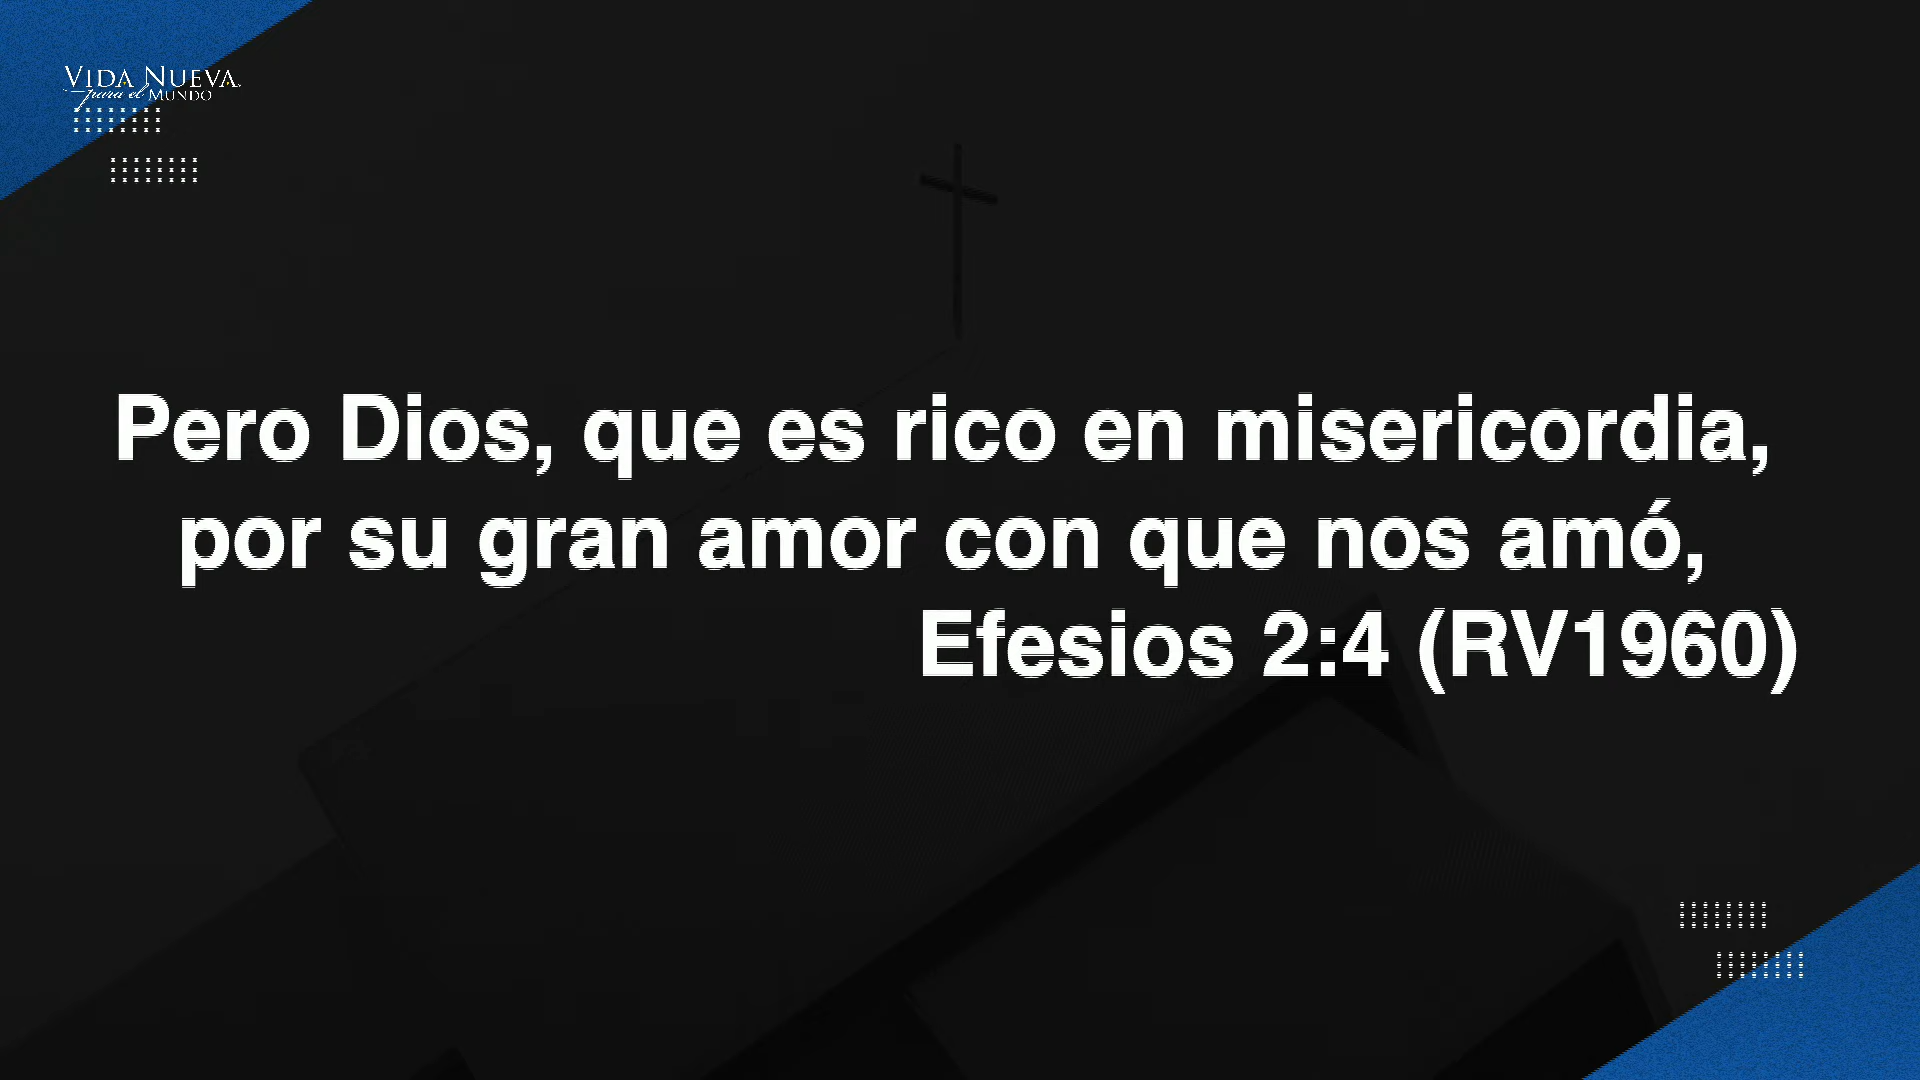 VIDA NUEVA
para el MUNDO
Pero Dios, que es rico en misericordia,
por su gran amor con que nos amó,
Efesios 2:4 (RV1960)